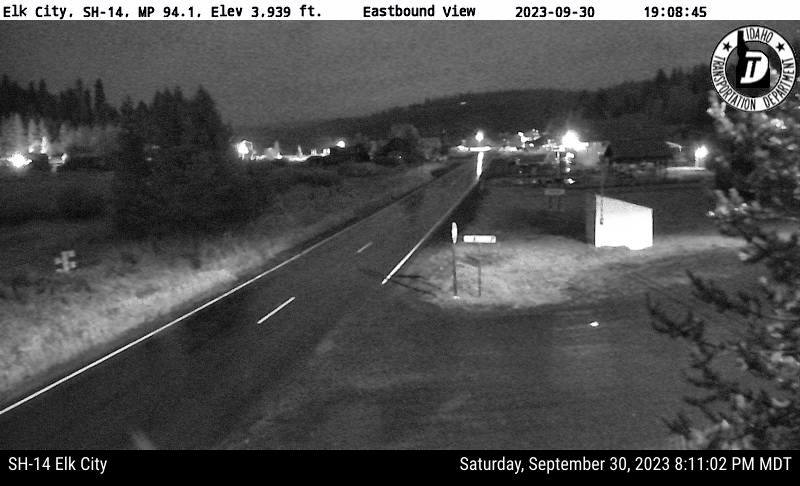 Elk City, SH-14, MP 94.1, Elev 3,939 ft. Eastbound View 2023-09-30 19:08:45
IDAHO
TRANSPORTATION DEPARTMENT
SH-14 Elk City Saturday, September 30, 2023 8:11:02 PM MDT